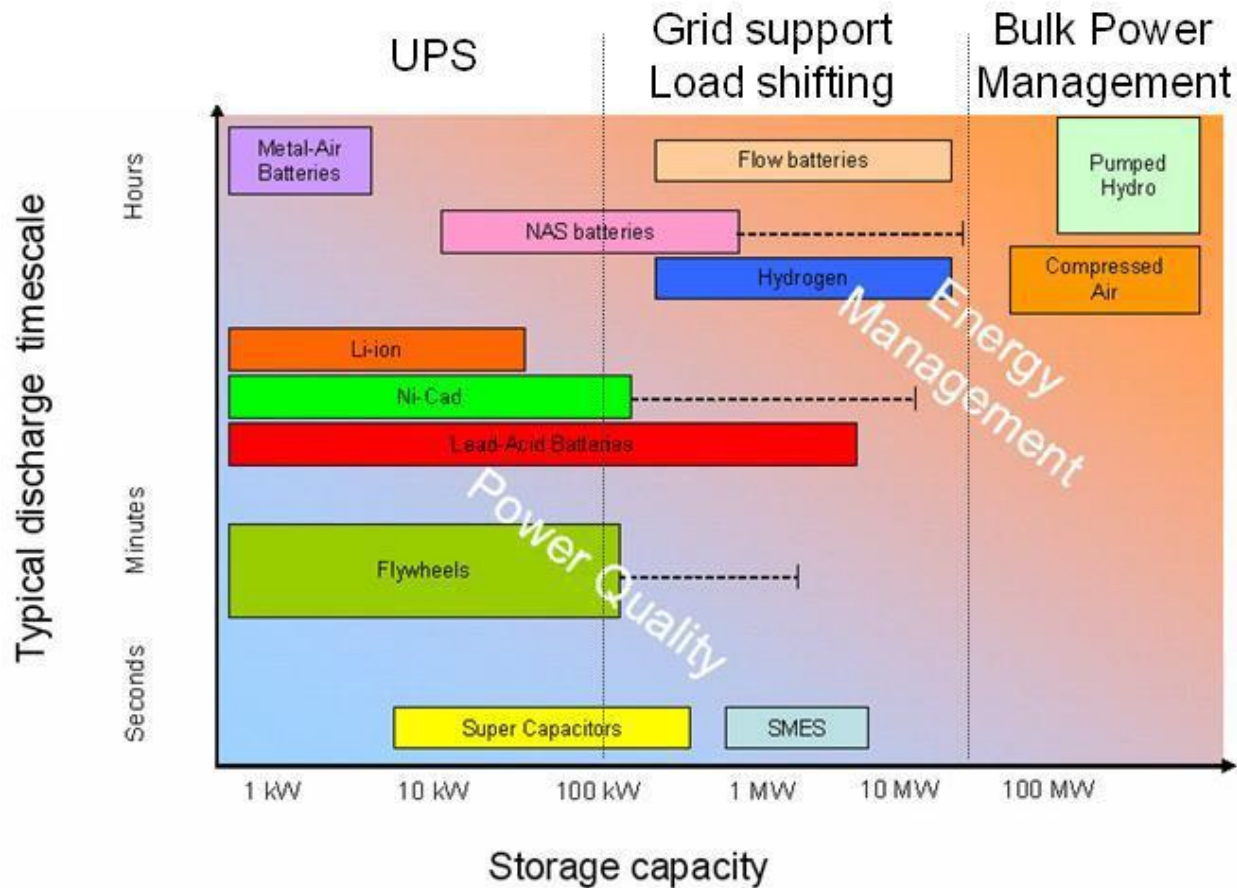 UPS
Grid support
Load shifting
Bulk Power
Management
Typical discharge timescale
Hours
Minutes
Seconds
Metal-Air
Batteries
Flow batteries
Pumped
Hydro
NAS batteries
Hydrogen
Compressed
Air
Energy
Management
Li-ion
Ni-Cad
Lead-Acid Batteries
Power Quality
Flywheels
Super Capacitors
SMES
1 kW
10 kW
100 kW
1 MW
10 MW
100 MW
Storage capacity